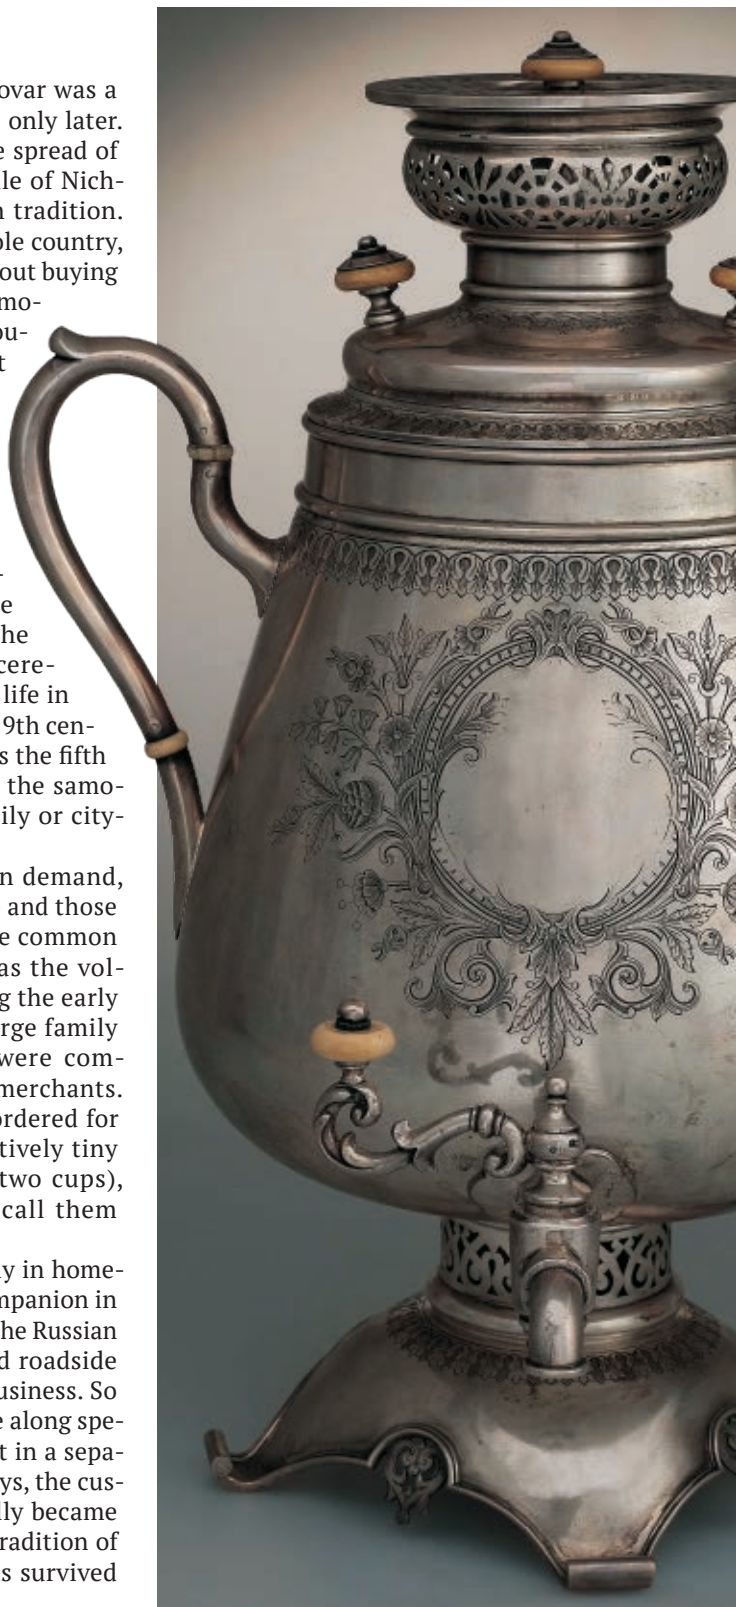 ovar was a
only later.
e spread of
le of Nich-
n tradition.
ole country,
out buying
mo-
ou-
t
-
e
he
cere-
life in
9th cen-
s the fifth
the samo-
ily or city-
n demand,
and those
e common
as the vol-
g the early
rge family
were com-
merchants.
ordered for
tively tiny
two cups),
call them
y in home-
mpanion in
he Russian
d roadside
usiness. So
e along spe-
t in a sepa-
ys, the cus-
lly became
radition of
s survived